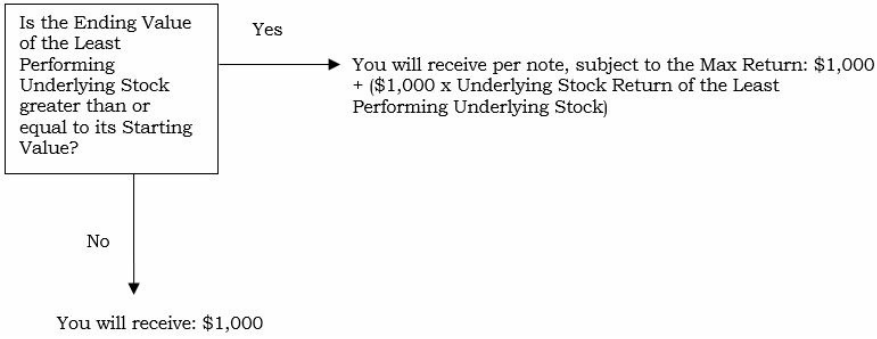 Is the Ending Value
of the Least
Performing
Underlying Stock
greater than or
equal to its Starting
Value?
Yes
You will receive per note, subject to the Max Return: $1,000
+ ($1,000 x Underlying Stock Return of the Least
Performing Underlying Stock)
No
You will receive: $1,000